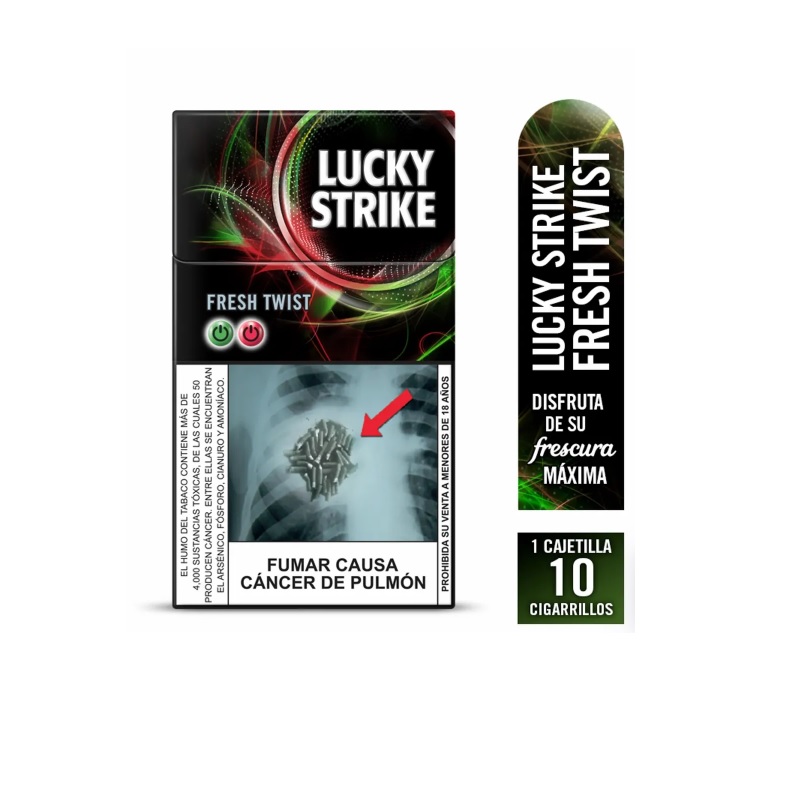 LUCKY
STRIKE
FRESH TWIST
EL HUMO DEL TABACO CONTIENE MÁS DE
4,000 SUSTANCIAS TÓXICAS, DE LAS CUALES 50
PRODUCEN CÁNCER. ENTRE ELLAS SE ENCUENTRAN
EL ARSÉNICO, FÓSFORO, CIANURO Y AMONÍACO.
PROHIBIDA SU VENTA A MENORES DE 18 AÑOS
FUMAR CAUSA
CÁNCER DE PULMÓN
LUCKY STRIKE
FRESH TWIST
DISFRUTA
DE SU
frescura
MÁXIMA
1 CAJETILLA
10
CIGARRILLOS